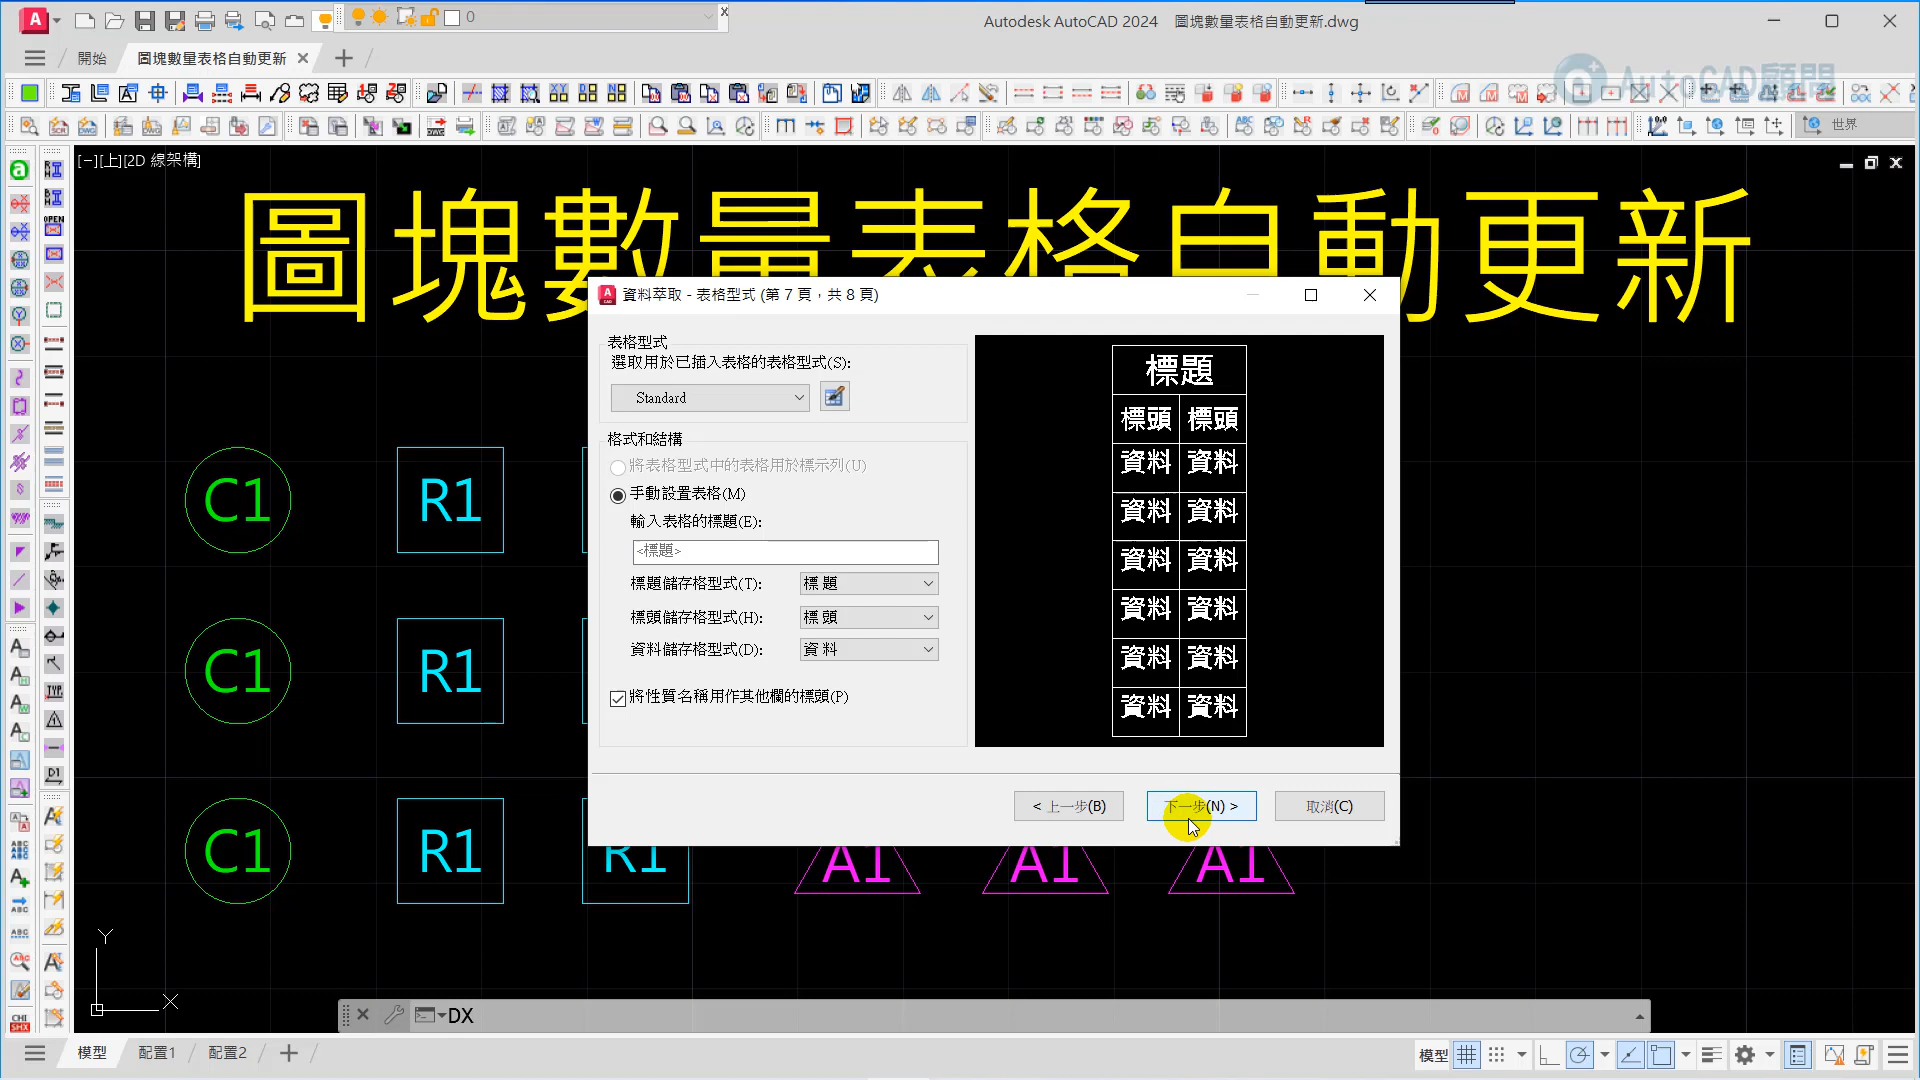 Autodesk AutoCAD 2024 圖塊數量表格自動更新.dwg
0
開始
圖塊數量表格自動更新
AutoCAD顧問
世界
[−][上][2D 線架構]
圖塊數量表格自動更新
資料萃取 - 表格型式 (第 7 頁，共 8 頁)
表格型式
選取用於已插入表格的表格型式(S):
Standard
格式和結構
將表格型式中的表格用於標示列(U)
手動設置表格(M)
輸入表格的標題(E):
<標題>
標題儲存格型式(T): 標題
標頭儲存格型式(H): 標頭
資料儲存格型式(D): 資料
將性質名稱用作其他欄的標頭(P)
標題
標頭 標頭
資料 資料
資料 資料
資料 資料
資料 資料
資料 資料
資料 資料
< 上一步(B) 下一步(N) > 取消(C)
C1 R1
C1 R1
C1 R1 R1 A1 A1 A1
Y
X
DX
模型 配置1 配置2
模型